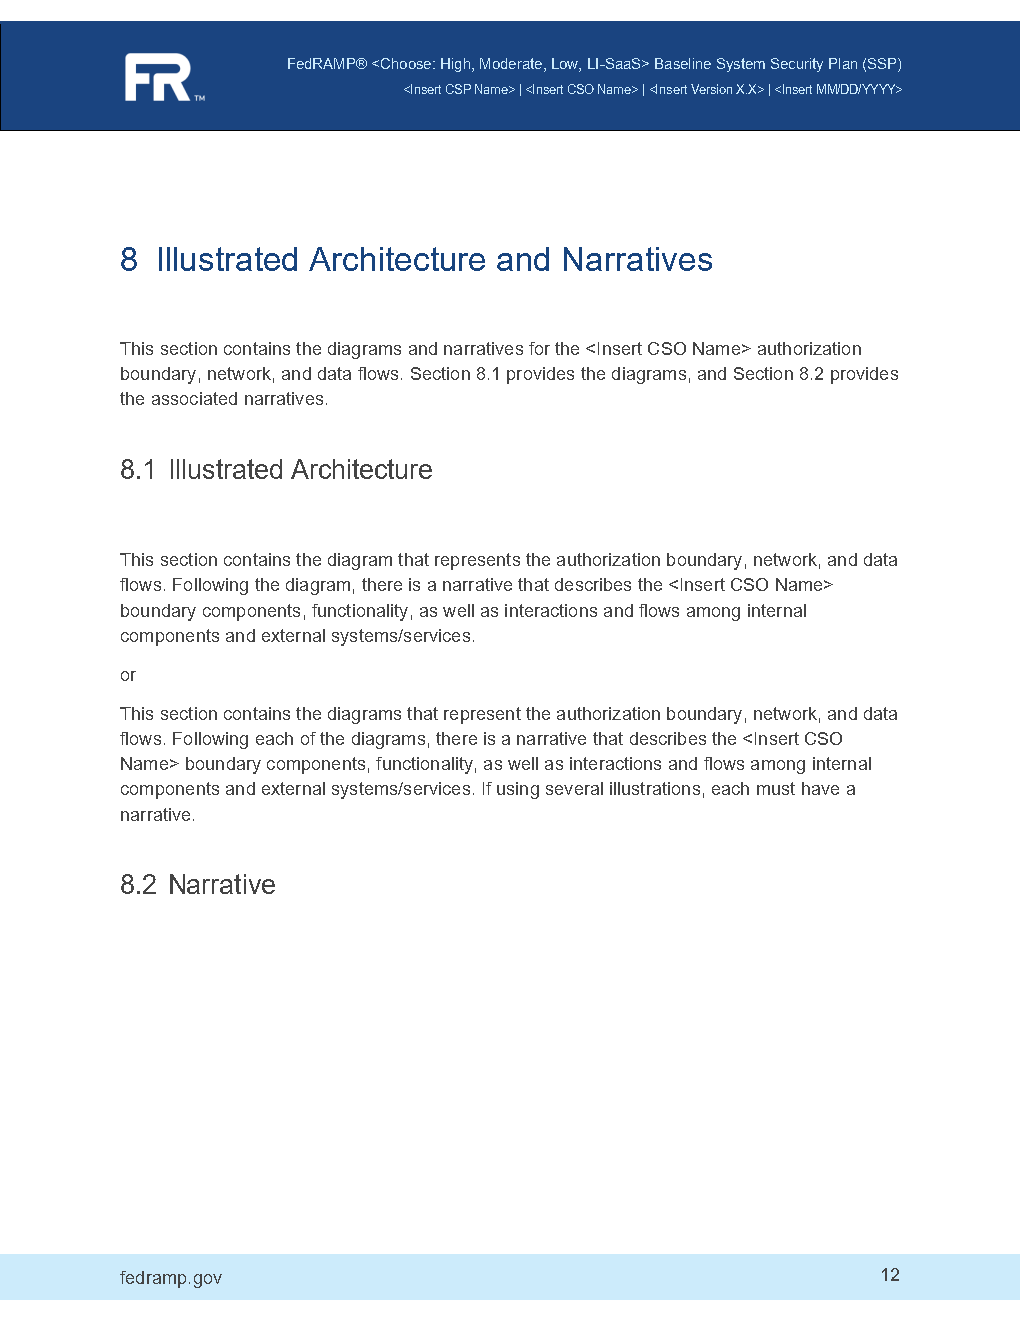 FR™
FedRAMP® <Choose: High, Moderate, Low, LI-SaaS> Baseline System Security Plan (SSP)
<Insert CSP Name> | <Insert CSO Name> | <Insert Version X.X> | <Insert MM/DD/YYYY>
8 Illustrated Architecture and Narratives
This section contains the diagrams and narratives for the <Insert CSO Name> authorization
boundary, network, and data flows. Section 8.1 provides the diagrams, and Section 8.2 provides
the associated narratives.
8.1 Illustrated Architecture
This section contains the diagram that represents the authorization boundary, network, and data
flows. Following the diagram, there is a narrative that describes the <Insert CSO Name>
boundary components, functionality, as well as interactions and flows among internal
components and external systems/services.
or
This section contains the diagrams that represent the authorization boundary, network, and data
flows. Following each of the diagrams, there is a narrative that describes the <Insert CSO
Name> boundary components, functionality, as well as interactions and flows among internal
components and external systems/services. If using several illustrations, each must have a
narrative.
8.2 Narrative
fedramp.gov
12